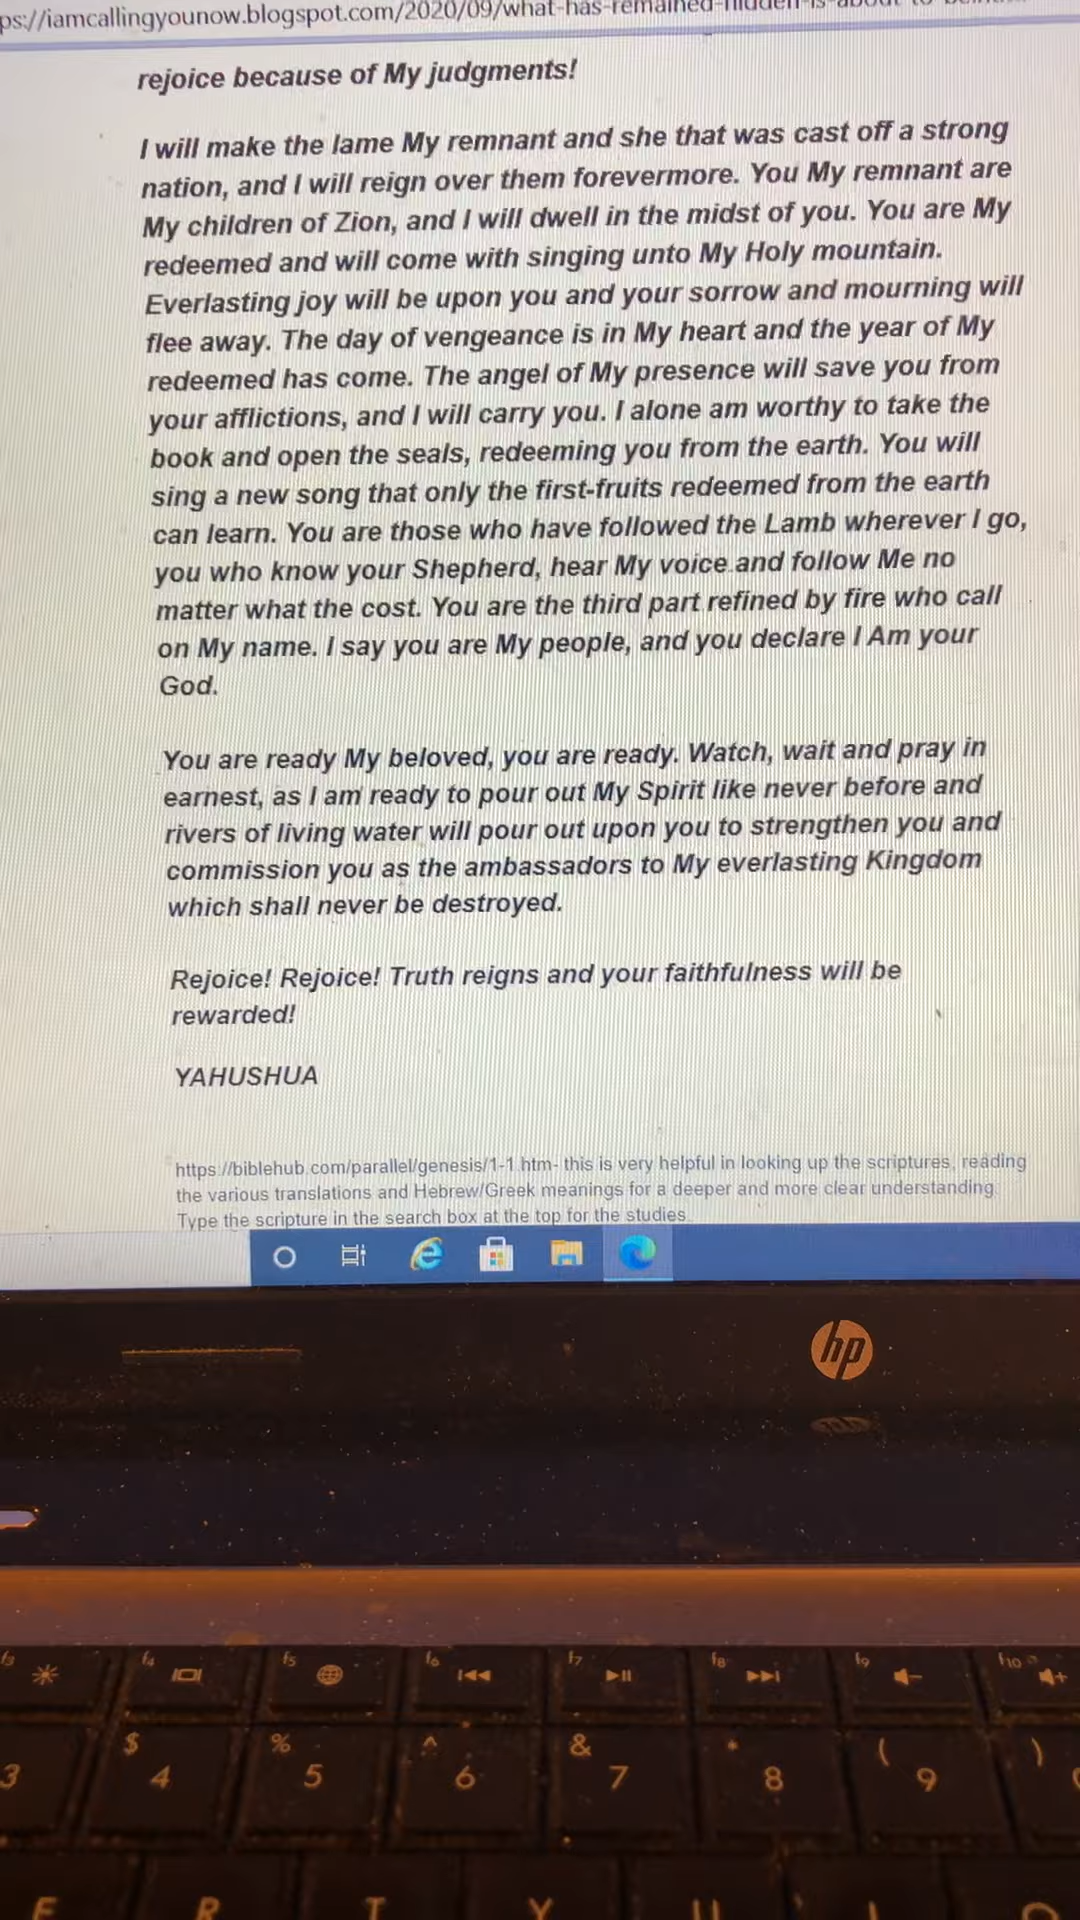 ps://iamcallingyounow.blogspot.com/2020/09/what-has-remained-hidden-is-about-to-
rejoice because of My judgments!
I will make the lame My remnant and she that was cast off a strong
nation, and I will reign over them forevermore. You My remnant are
My children of Zion, and I will dwell in the midst of you. You are My
redeemed and will come with singing unto My Holy mountain.
Everlasting joy will be upon you and your sorrow and mourning will
flee away. The day of vengeance is in My heart and the year of My
redeemed has come. The angel of My presence will save you from
your afflictions, and I will carry you. I alone am worthy to take the
book and open the seals, redeeming you from the earth. You will
sing a new song that only the first-fruits redeemed from the earth
can learn. You are those who have followed the Lamb wherever I go,
you who know your Shepherd, hear My voice and follow Me no
matter what the cost. You are the third part refined by fire who call
on My name. I say you are My people, and you declare I Am your
God.
You are ready My beloved, you are ready. Watch, wait and pray in
earnest, as I am ready to pour out My Spirit like never before and
rivers of living water will pour out upon you to strengthen you and
commission you as the ambassadors to My everlasting Kingdom
which shall never be destroyed.
Rejoice! Rejoice! Truth reigns and your faithfulness will be
rewarded!
YAHUSHUA
https://biblehub.com/parallel/genesis/1-1.htm- this is very helpful in looking up the scriptures, reading
the various translations and Hebrew/Greek meanings for a deeper and more clear understanding.
Type the scripture in the search box at the top for the studies.
hp
f3 f4 f5 f6 f7 f8 f9 f10
$ % ^ & * ( )
3 4 5 6 7 8 9
E R T Y U I O